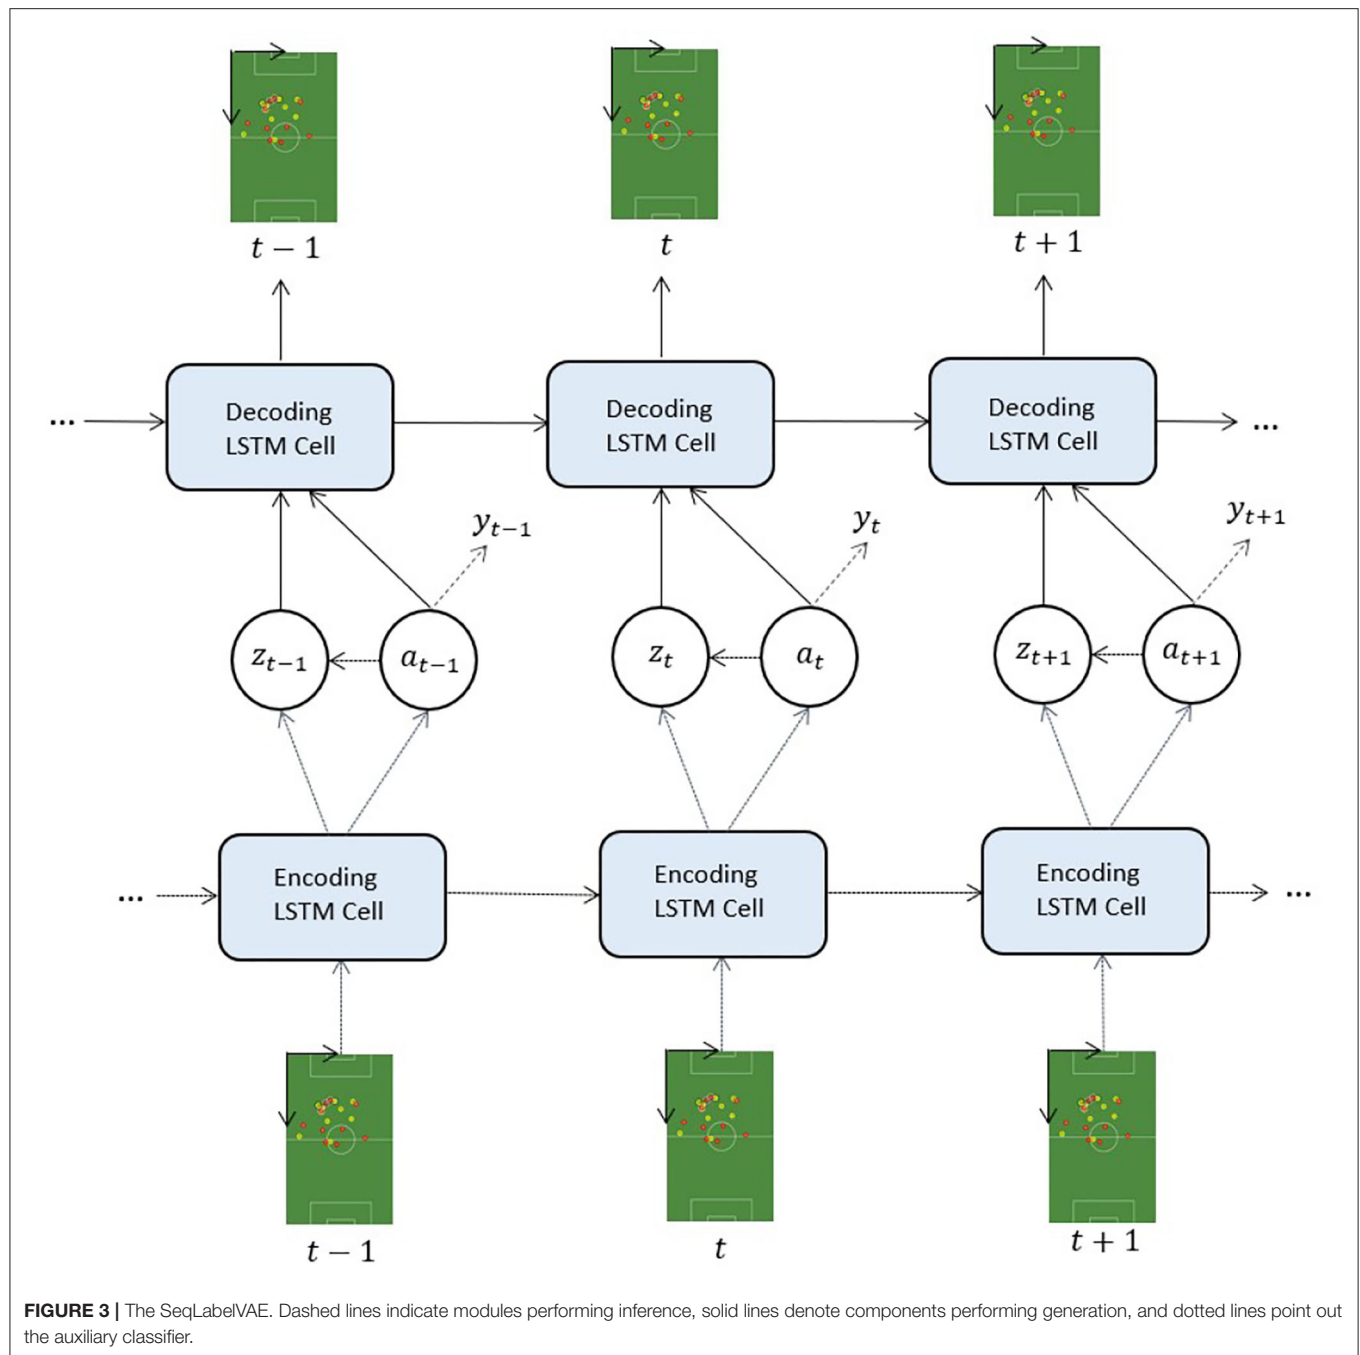 t − 1 t t + 1
Decoding Decoding Decoding
... LSTM Cell LSTM Cell LSTM Cell ...
y_{t−1} y_t y_{t+1}
z_{t−1} a_{t−1} z_t a_t z_{t+1} a_{t+1}
Encoding Encoding Encoding
... LSTM Cell LSTM Cell LSTM Cell ...
t − 1 t t + 1
FIGURE 3 | The SeqLabelVAE. Dashed lines indicate modules performing inference, solid lines denote components performing generation, and dotted lines point out
the auxiliary classifier.